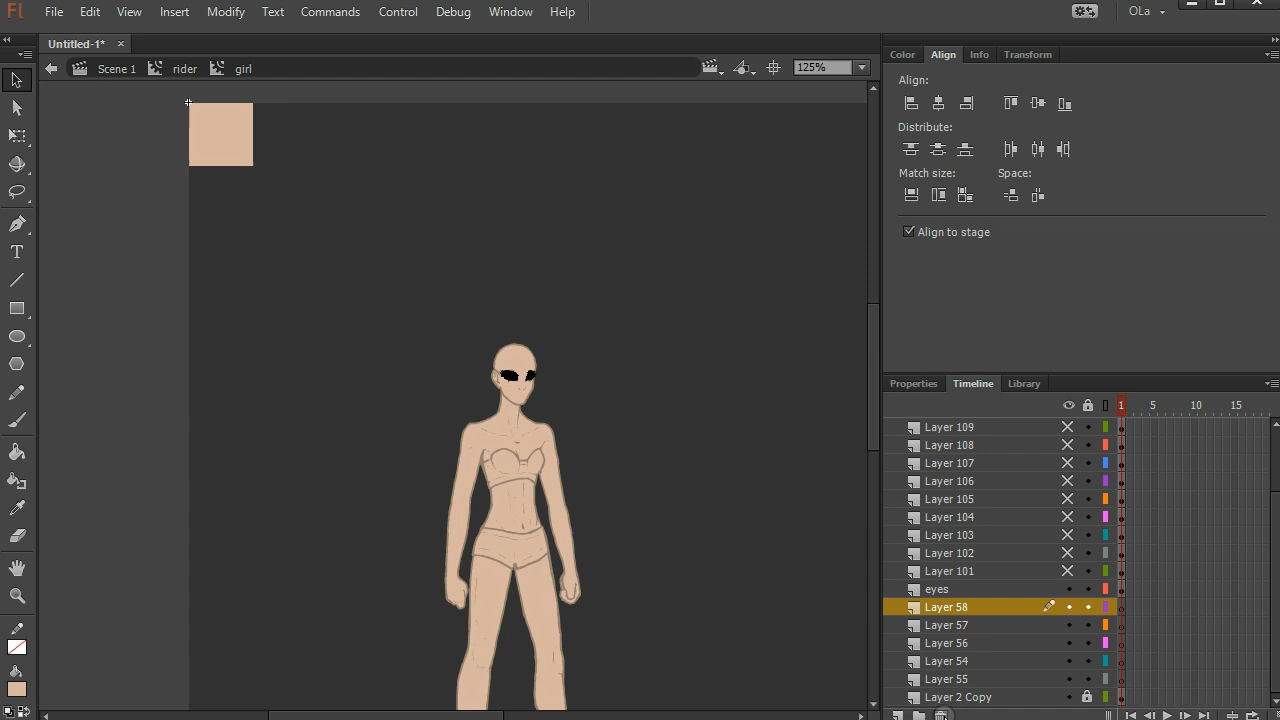 Fl File Edit View Insert Modify Text Commands Control Debug Window Help OLa
Untitled-1* ×
Scene 1 rider girl 125%
Color Align Info Transform
Align:
Distribute:
Match size: Space:
Align to stage
Properties Timeline Library
1 5 10 15
Layer 109
Layer 108
Layer 107
Layer 106
Layer 105
Layer 104
Layer 103
Layer 102
Layer 101
eyes
Layer 58
Layer 57
Layer 56
Layer 54
Layer 55
Layer 2 Copy